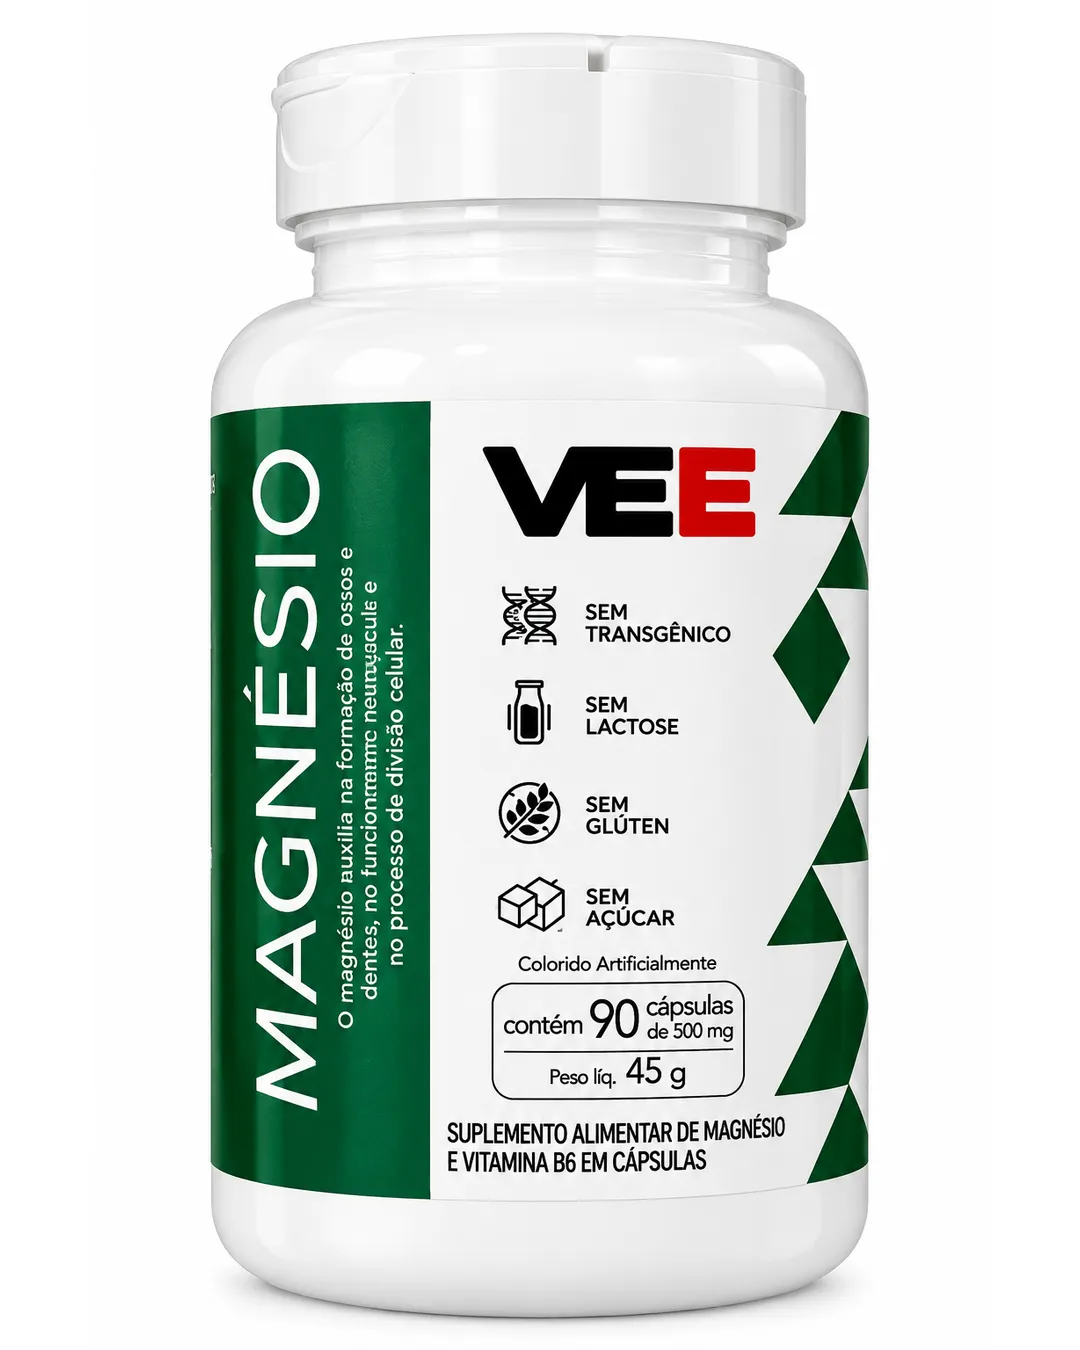 MAGNÉSIO
O magnésio auxilia na formação de ossos e
dentes, no
no processo de divisão celular.
VEE
SEM
TRANSGÊNICO
SEM
LACTOSE
SEM
GLÚTEN
SEM
AÇÚCAR
Colorido Artificialmente
contém 90 cápsulas
de 500 mg
Peso líq. 45 g
SUPLEMENTO ALIMENTAR DE MAGNÉSIO
E VITAMINA B6 EM CÁPSULAS